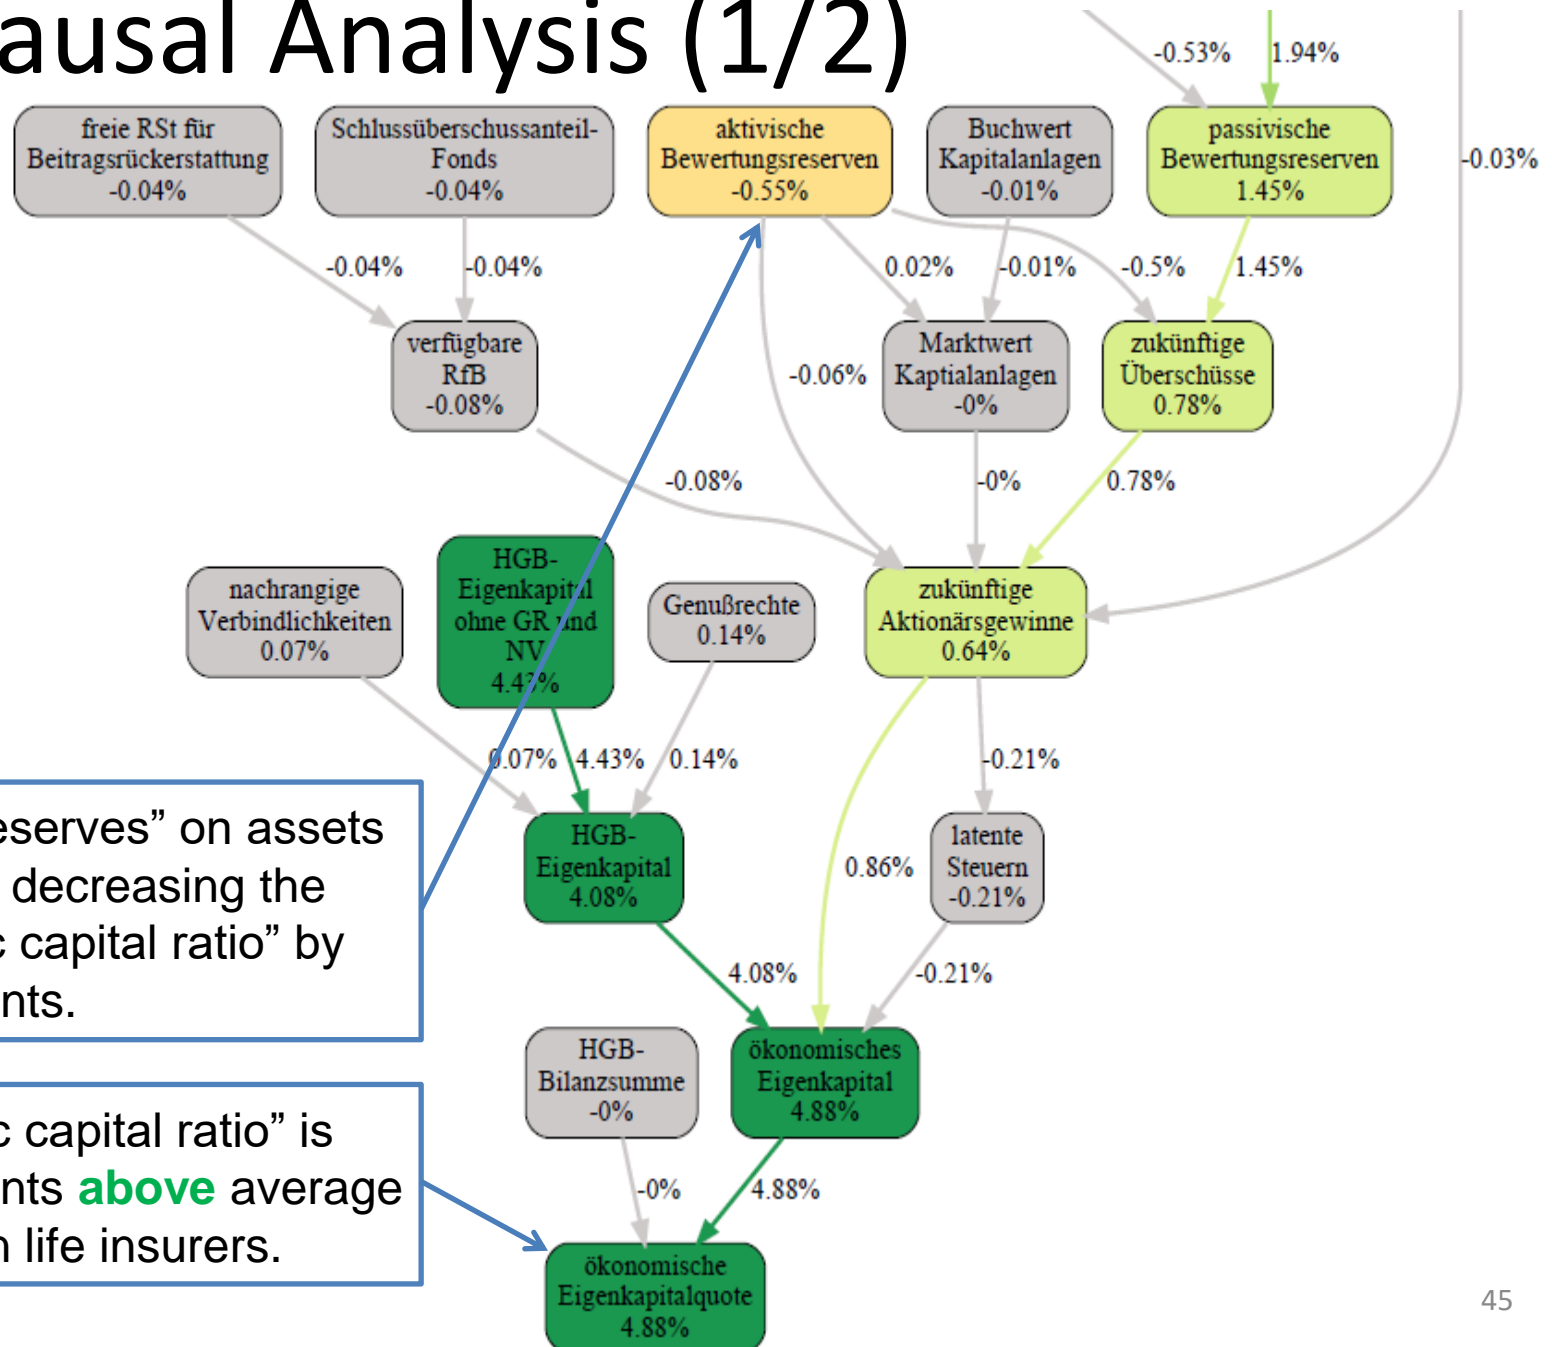 ausal Analysis (1/2)
-0.53%
1.94%
-0.03%
freie RSt für
Beitragsrückerstattung
-0.04%
Schlussüberschussanteil-
Fonds
-0.04%
aktivische
Bewertungsreserven
-0.55%
Buchwert
Kapitalanlagen
-0.01%
passivische
Bewertungsreserven
1.45%
-0.04%
-0.04%
0.02%
-0.01%
-0.5%
1.45%
verfügbare
RfB
-0.08%
-0.06%
Marktwert
Kaptialanlagen
-0%
zukünftige
Überschüsse
0.78%
-0.08%
-0%
0.78%
nachrangige
Verbindlichkeiten
0.07%
HGB-
Eigenkapital
ohne GR und
NV
4.43%
Genußrechte
0.14%
zukünftige
Aktionärsgewinne
0.64%
0.07%
4.43%
0.14%
-0.21%
eserves” on assets
decreasing the
c capital ratio” by
nts.
HGB-
Eigenkapital
4.08%
0.86%
latente
Steuern
-0.21%
4.08%
-0.21%
HGB-
Bilanzsumme
-0%
ökonomisches
Eigenkapital
4.88%
c capital ratio” is
nts above average
n life insurers.
-0%
4.88%
ökonomische
Eigenkapitalquote
4.88%
45